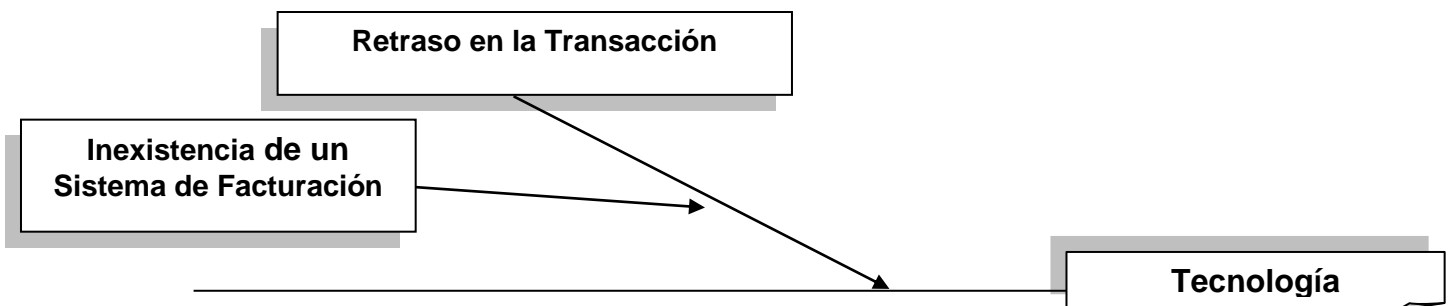 Retraso en la Transacción
Inexistencia de un
Sistema de Facturación
Tecnología